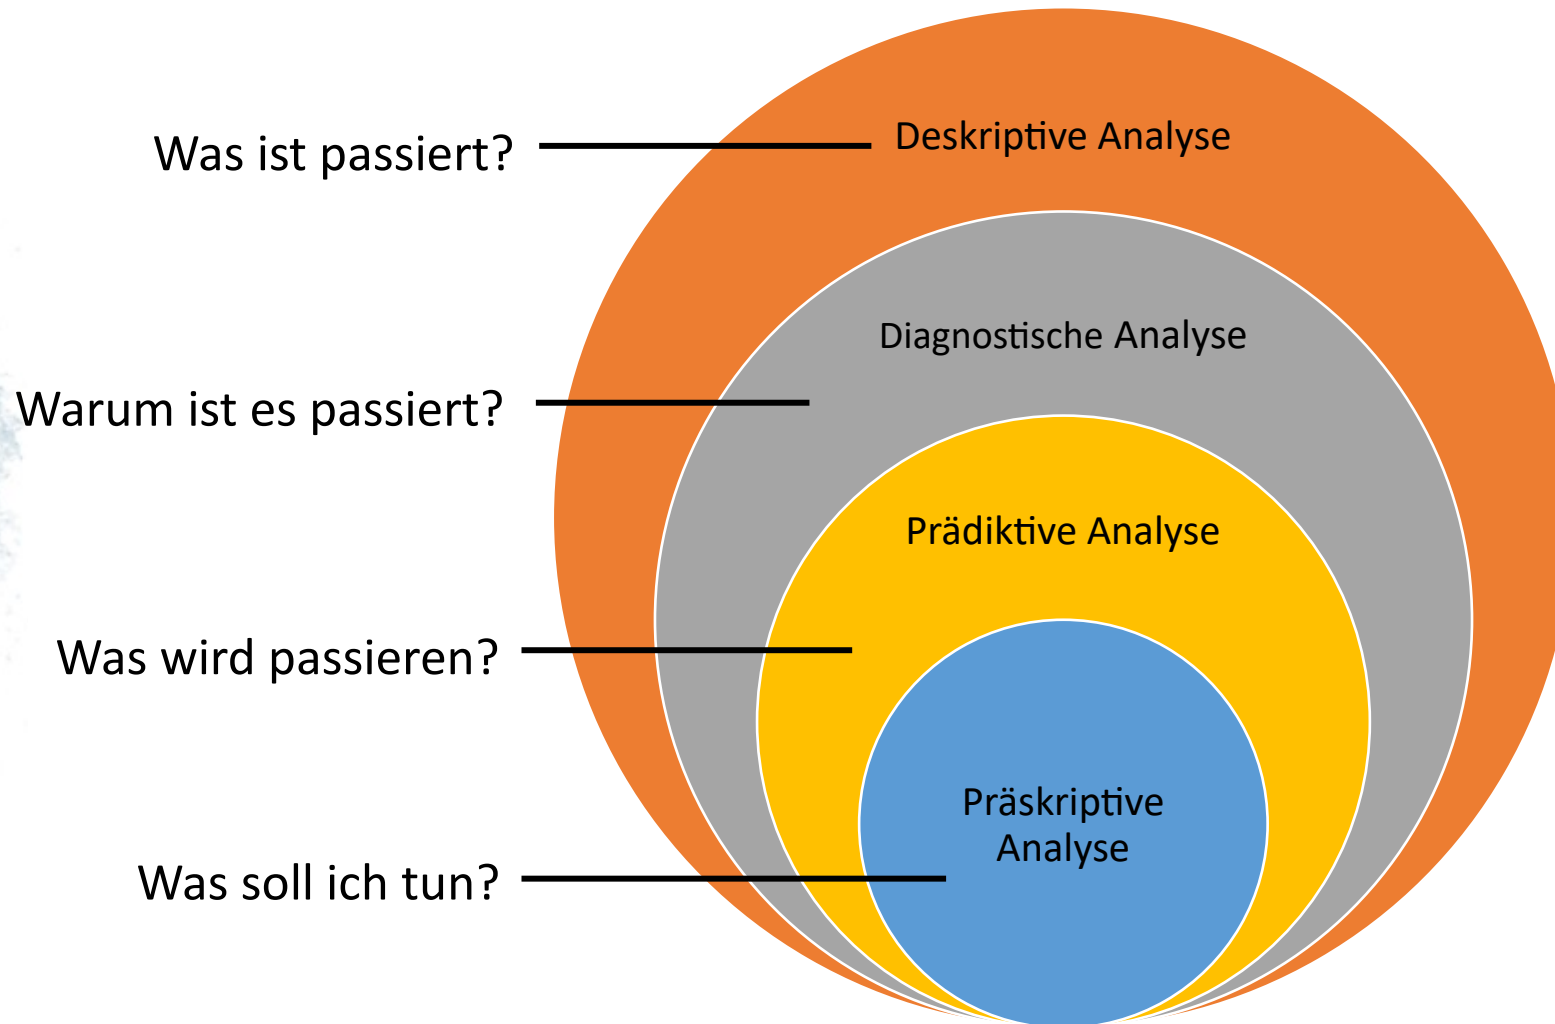 Was ist passiert?
Deskriptive Analyse
Warum ist es passiert?
Diagnostische Analyse
Was wird passieren?
Prädiktive Analyse
Was soll ich tun?
Präskriptive
Analyse